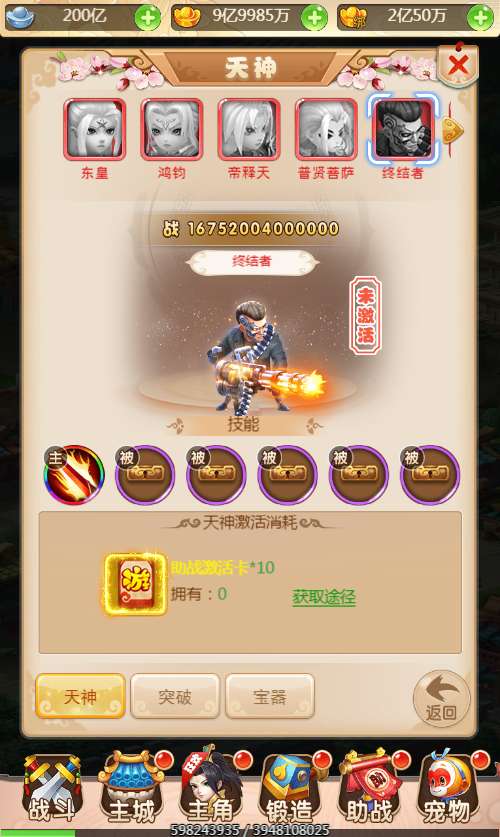 200亿
9亿9985万
2亿50万
天神
东皇
鸿钧
帝释天
普贤菩萨
终结者
战 16752004000000
终结者
未激活
技能
主
被
被
被
被
被
天神激活消耗
游
助战激活卡*10
拥有：0
获取途径
天神
突破
宝器
返回
战斗
主城
主角
锻造
助战
宠物
598243935 / 3948108025